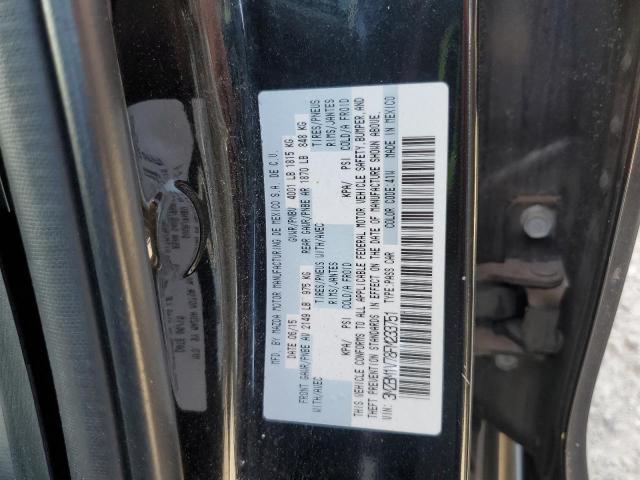 MFD. BY MAZDA MOTOR MANUFACTURING DE MEXICO S.A. DE C.V.
DATE 06/15 GVWR/PNBV 4001 LB 1815 KG
FRONT GAWR/PNBE AV 2149 LB 975 KG REAR GAWR/PNBE AR 1870 LB 848 KG
WITH/AVEC TIRES/PNEUS WITH/AVEC TIRES/PNEUS
RIMS/JANTES RIMS/JANTES
KPA/ PSI COLD/A FROID KPA/ PSI COLD/A FROID
THIS VEHICLE CONFORMS TO ALL APPLICABLE FEDERAL MOTOR VEHICLE SAFETY, BUMPER, AND
THEFT PREVENTION STANDARDS IN EFFECT ON THE DATE OF MANUFACTURE SHOWN ABOVE.
VIN: 3MZBM1V78FM233751 TYPE:PASS CAR COLOR CODE:41W MADE IN MEXICO